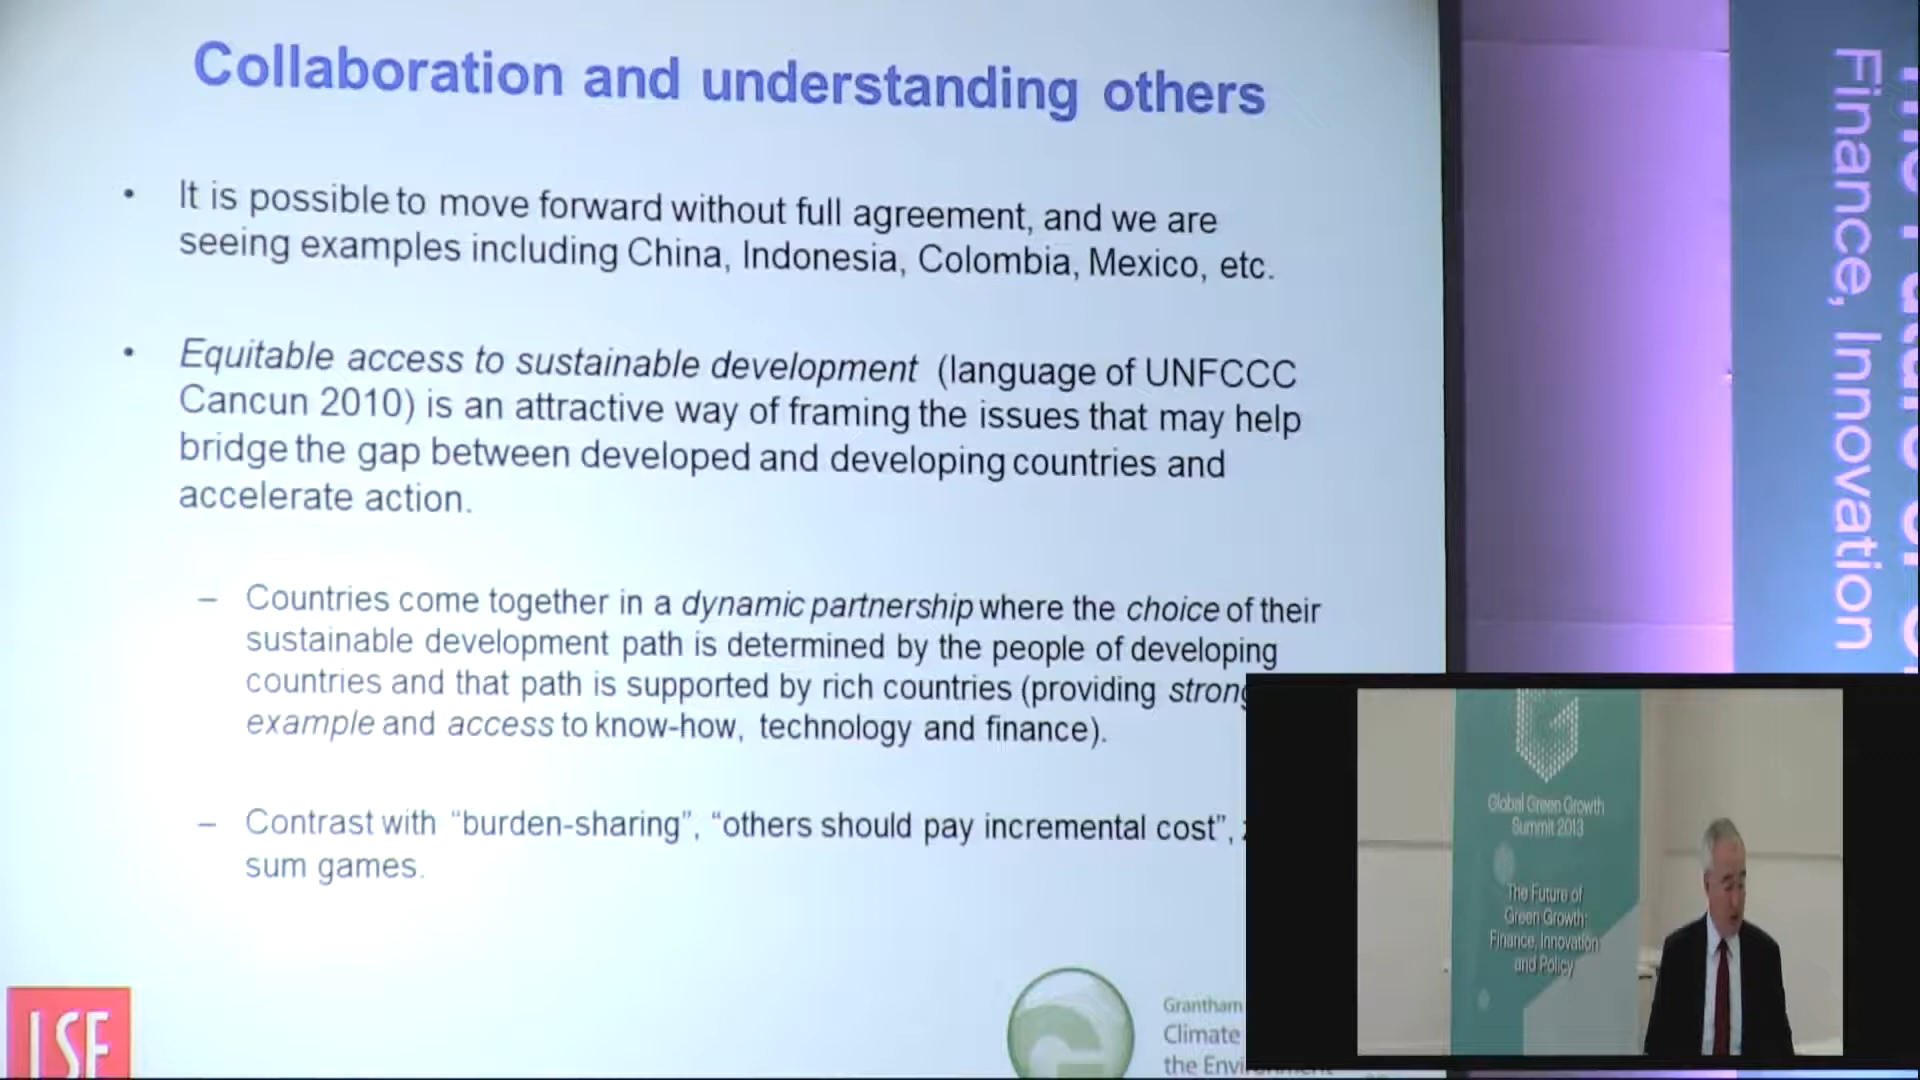 Collaboration and understanding others
• It is possible to move forward without full agreement, and we are
seeing examples including China, Indonesia, Colombia, Mexico, etc.
• Equitable access to sustainable development (language of UNFCCC
Cancun 2010) is an attractive way of framing the issues that may help
bridge the gap between developed and developing countries and
accelerate action.
– Countries come together in a dynamic partnership where the choice of their
sustainable development path is determined by the people of developing
countries and that path is supported by rich countries (providing strong
example and access to know-how, technology and finance).
– Contrast with “burden-sharing”, “others should pay incremental cost”,
sum games.
LSE
Grantham
Climate
the
Finance, Innovation
Global Green Growth
Summit 2013
The Future of
Green Growth:
Finance, Innovation
and Policy